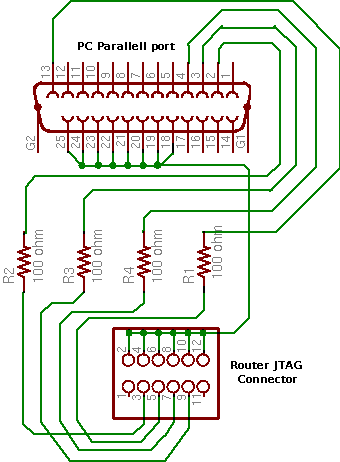 PC Parallell port
13 12 11 10 9 8 7 6 5 4 3 2 1
G2 25 24 23 22 21 20 19 18 17 16 15 14 G1
R2 100 ohm R3 100 ohm R4 100 ohm R1 100 ohm
2 4 6 8 10 12
Router JTAG
Connector
1 3 5 7 9 11